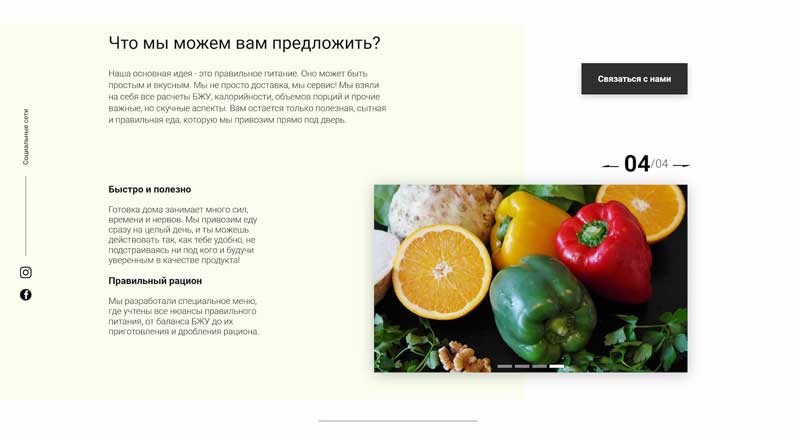 Что мы можем вам предложить?
Наша основная идея - это правильное питание. Оно может быть
простым и вкусным. Мы не просто доставка, мы сервис! Мы взяли
на себя все расчеты БЖУ, калорийности, объемов порций и прочие
важные, но скучные аспекты. Вам остается только полезная, сытная
и правильная еда, которую мы привозим прямо под дверь.
Связаться с нами
Социальные сети
04/04
Быстро и полезно
Готовка дома занимает много сил,
времени и нервов. Мы привозим еду
сразу на целый день, и ты можешь
действовать так, как тебе удобно, не
подстраиваясь ни под кого и будучи
уверенным в качестве продукта!
Правильный рацион
Мы разработали специальное меню,
где учтены все нюансы правильного
питания, от баланса БЖУ до их
приготовления и дробления рациона.